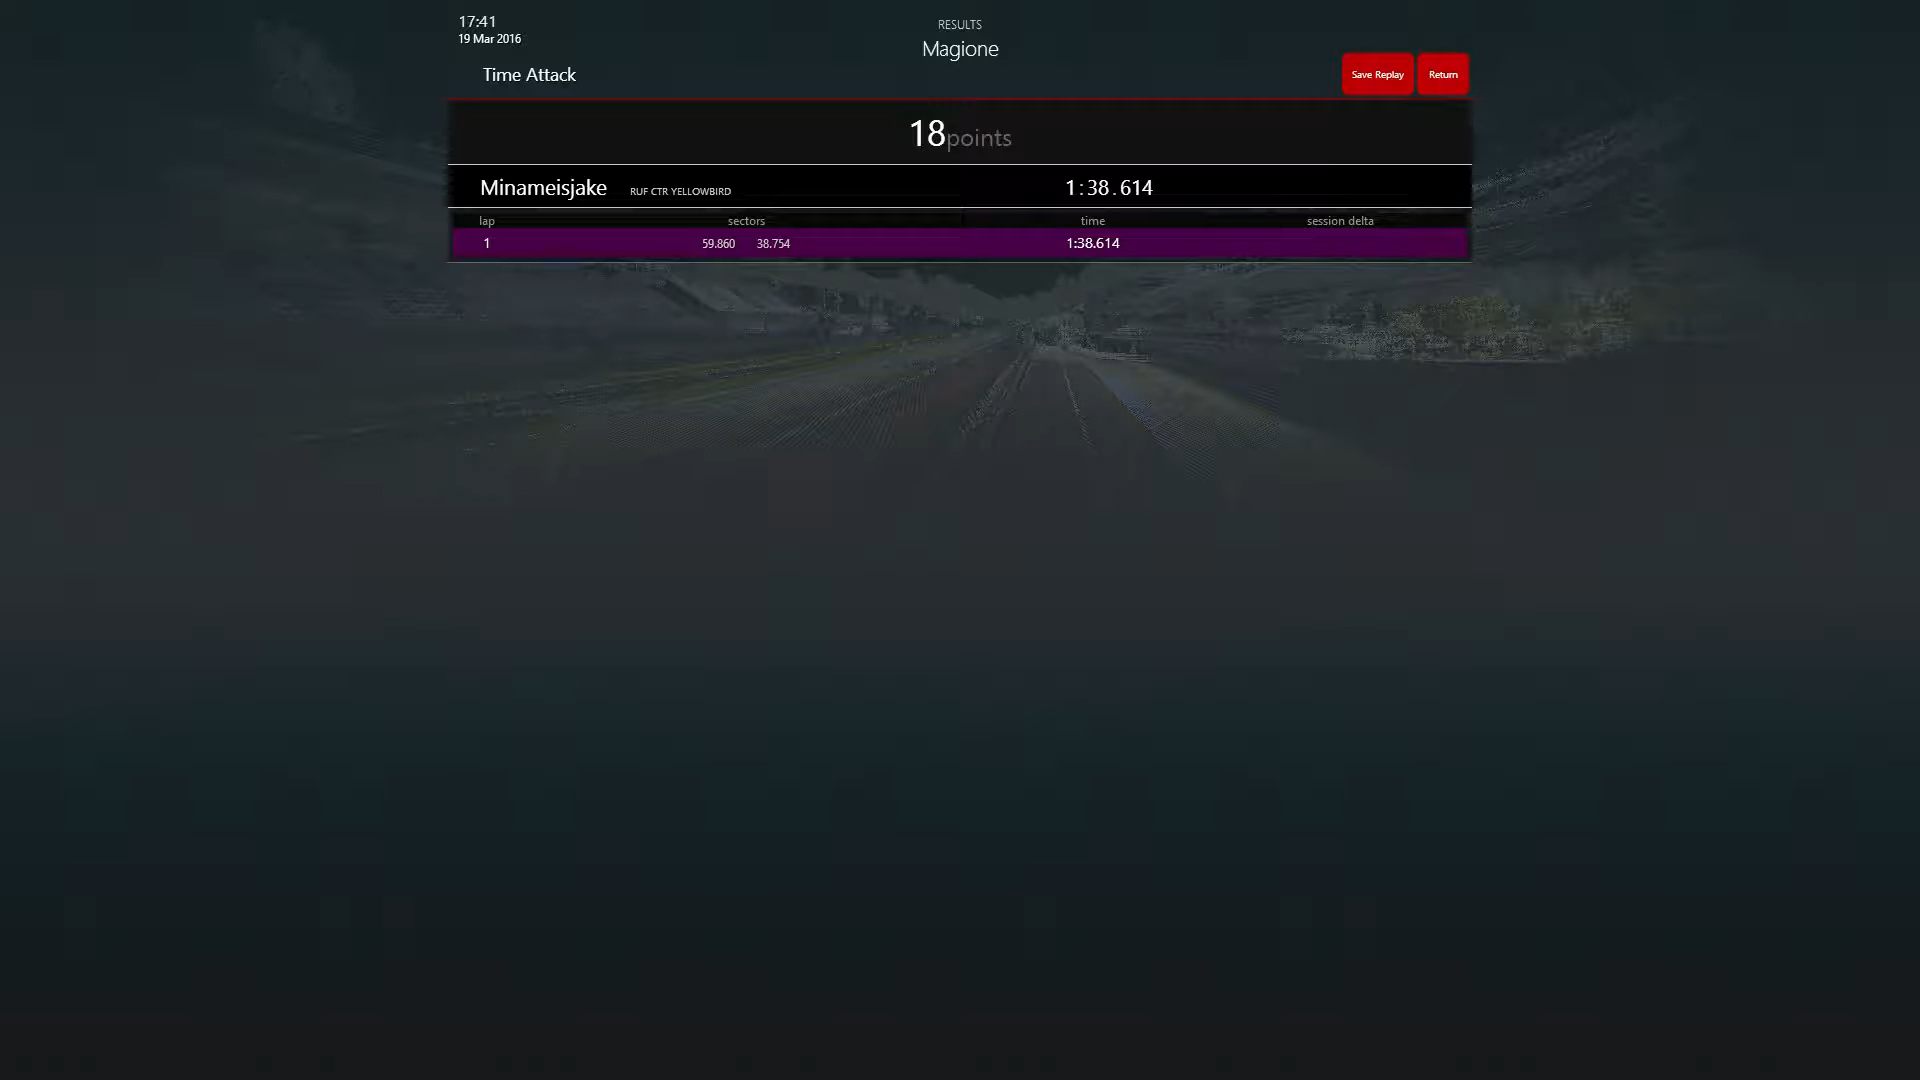 17:41
19 Mar 2016
RESULTS
Magione
Time Attack
Save Replay
Return
18points
Minameisjake RUF CTR YELLOWBIRD 1:38.614
lap sectors time session delta
1 59.860 38.754 1:38.614